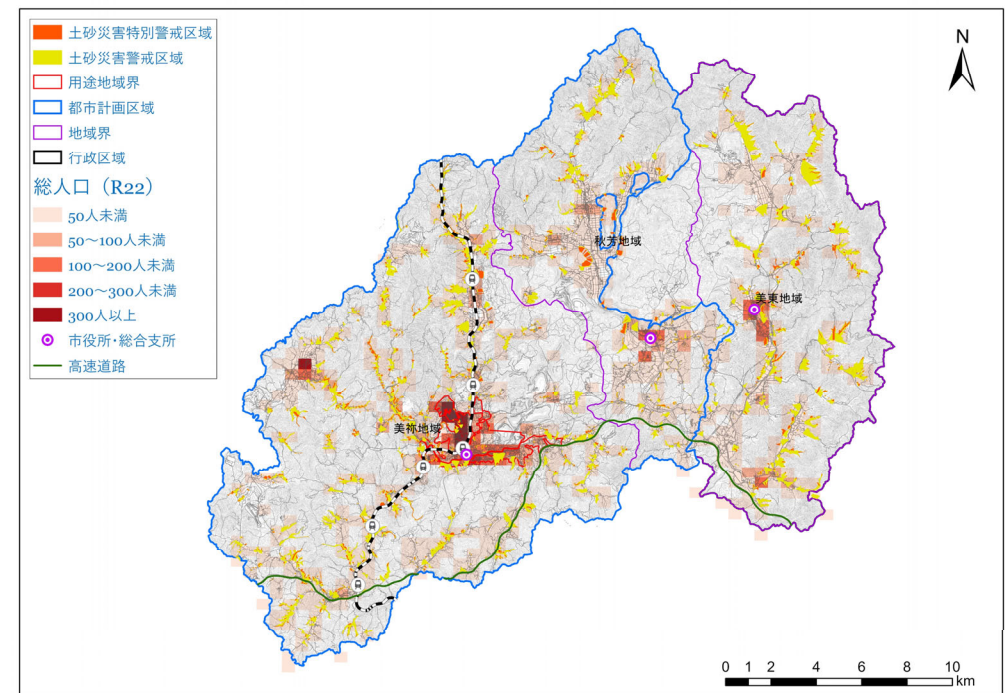 土砂災害特別警戒区域
土砂災害警戒区域
用途地域界
都市計画区域
地域界
行政区域
総人口（R22）
50人未満
50～100人未満
100～200人未満
200～300人未満
300人以上
市役所・総合支所
高速道路
N
秋芳地域
美東地域
美祢地域
0 1 2 4 6 8 10
km